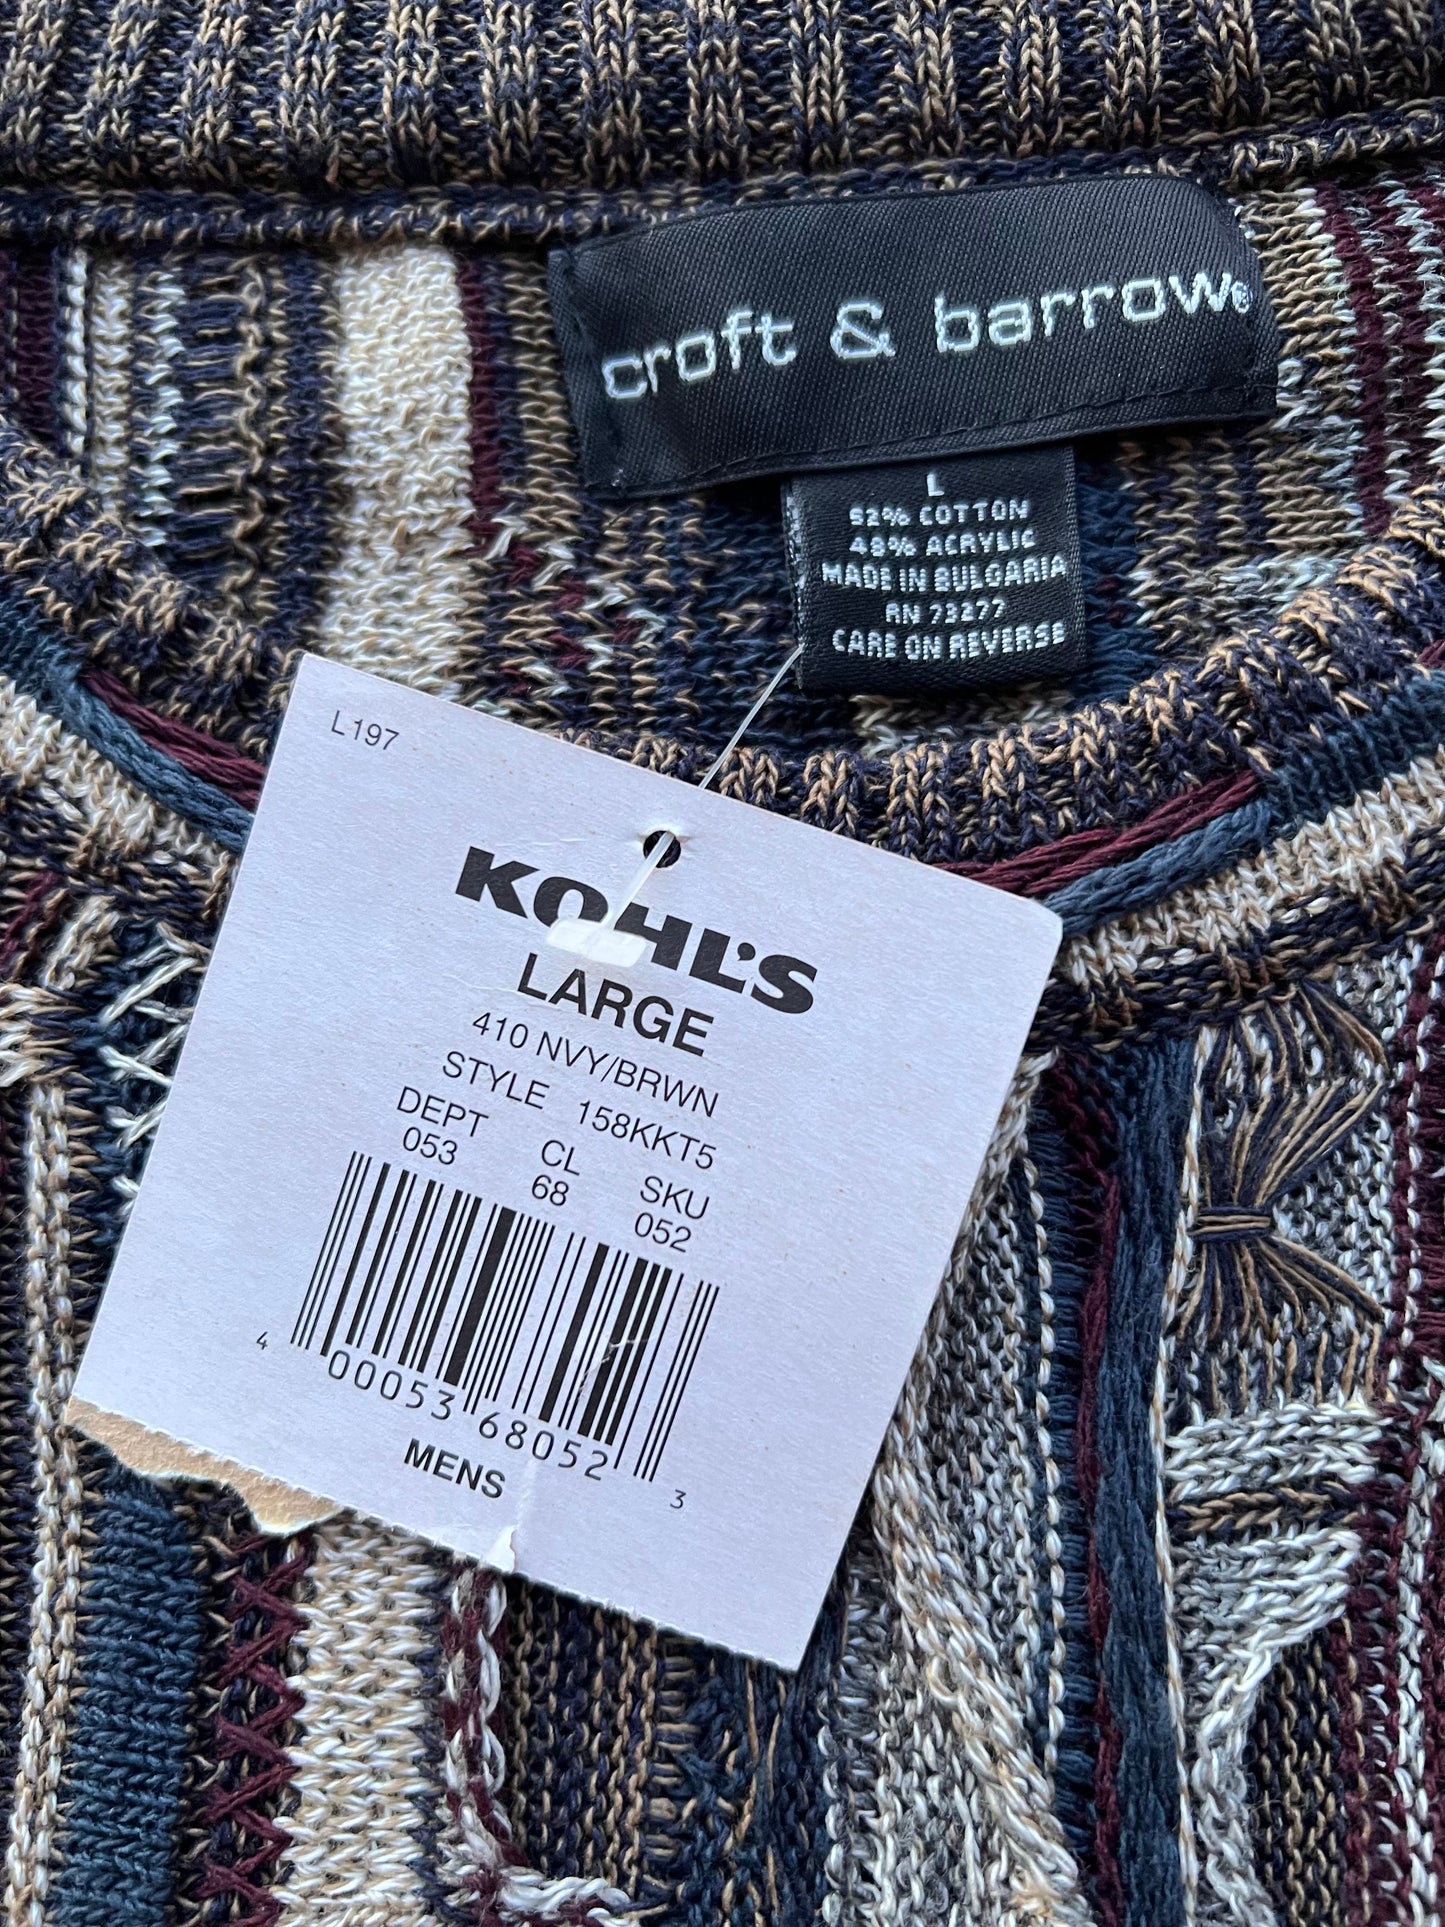 croft & barrow®
L
52% COTTON
48% ACRYLIC
MADE IN BULGARIA
RN 73277
CARE ON REVERSE
L197
KOHL'S
LARGE
410 NVY/BRWN
STYLE 158KKT5
DEPT CL SKU
053 68 052
4 00053 68052 3
MENS